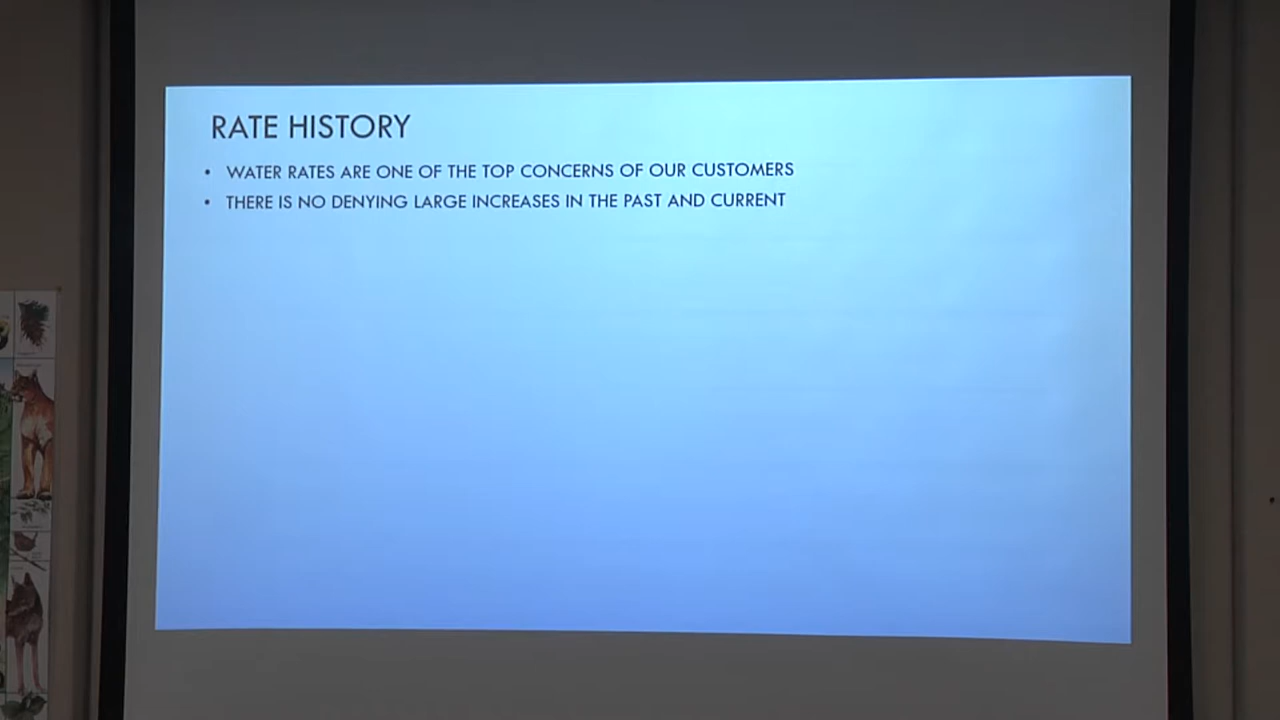 RATE HISTORY
• WATER RATES ARE ONE OF THE TOP CONCERNS OF OUR CUSTOMERS
• THERE IS NO DENYING LARGE INCREASES IN THE PAST AND CURRENT